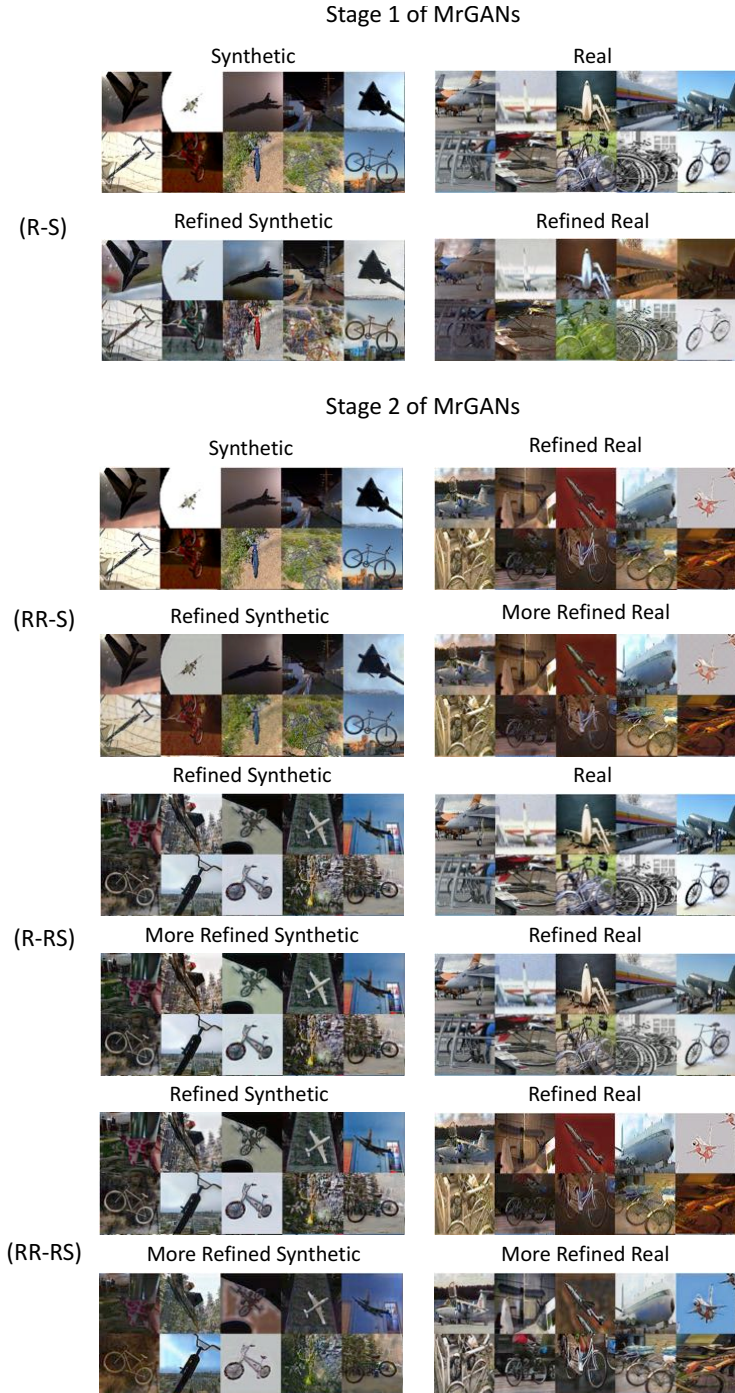 Stage 1 of MrGANs
Synthetic Real
(R-S)
Refined Synthetic Refined Real
Stage 2 of MrGANs
Synthetic Refined Real
(RR-S)
Refined Synthetic More Refined Real
Refined Synthetic Real
(R-RS)
More Refined Synthetic Refined Real
Refined Synthetic Refined Real
(RR-RS)
More Refined Synthetic More Refined Real